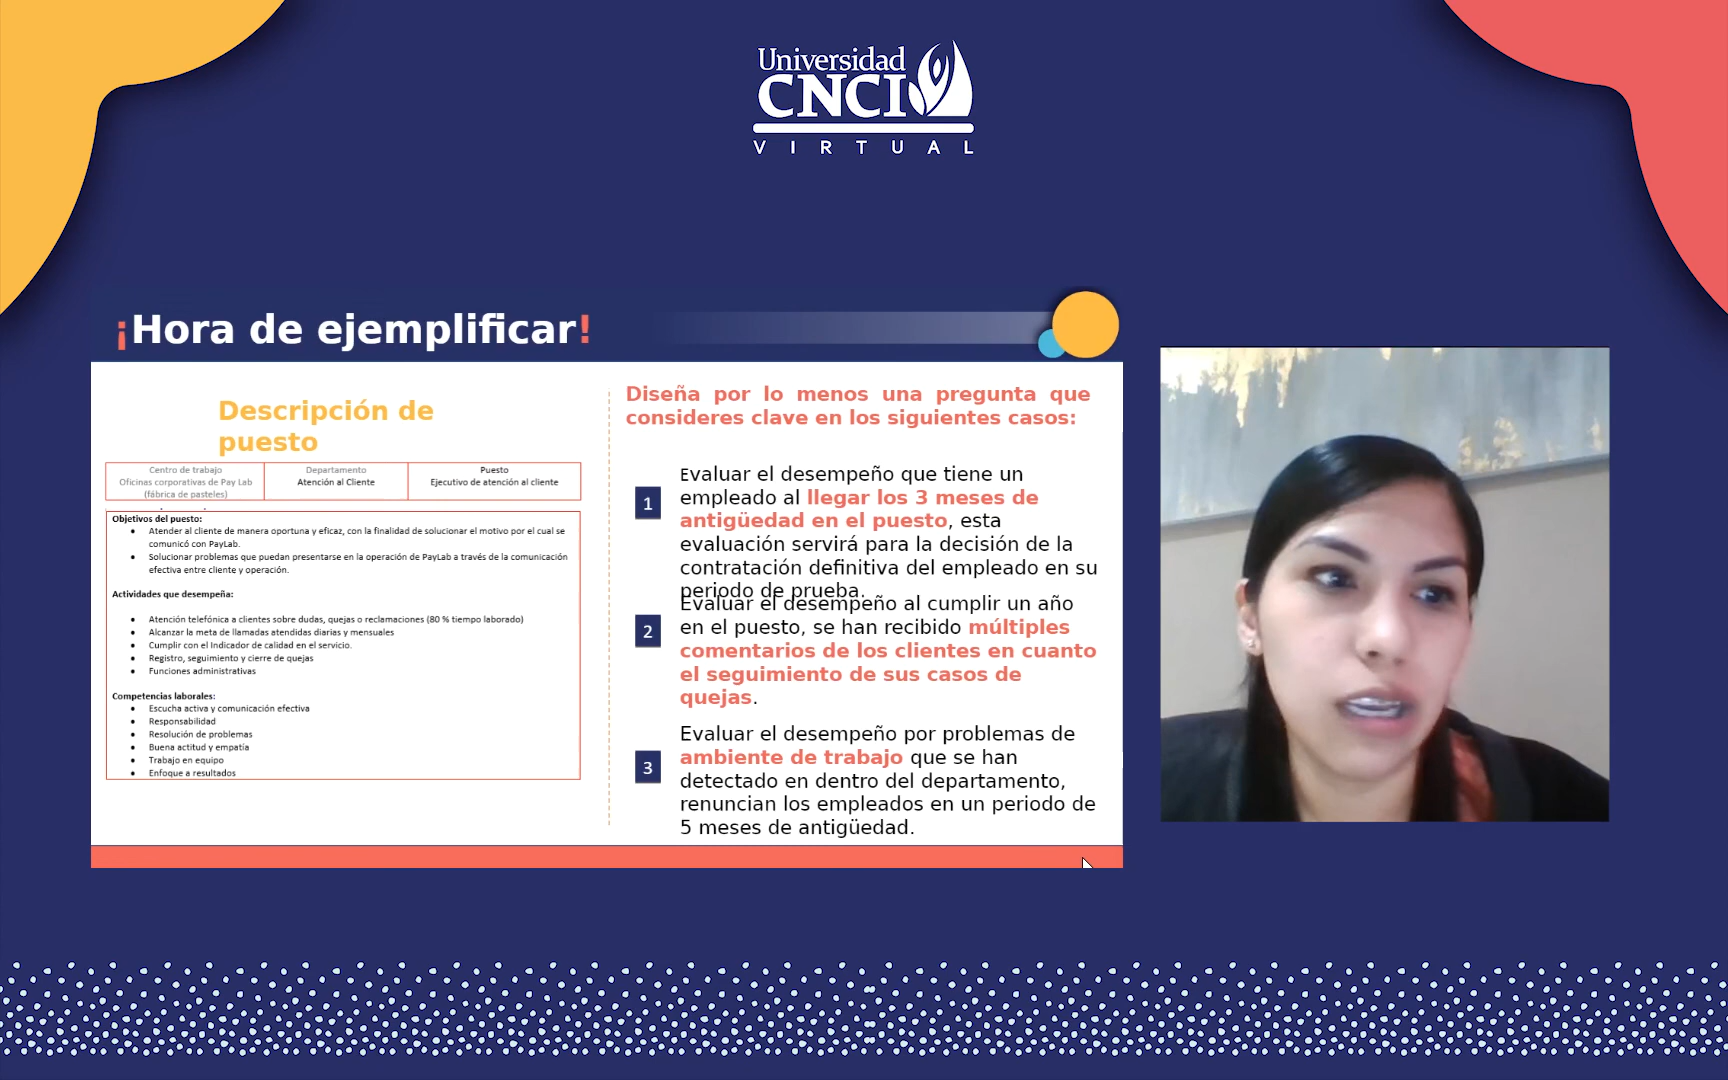 Universidad
CNCI
VIRTUAL
¡Hora de ejemplificar!
Descripción de
puesto
Centro de trabajo
Oficinas corporativas de Pay Lab
(fábrica de pasteles)
Departamento
Atención al Cliente
Puesto
Ejecutivo de atención al cliente
Objetivos del puesto:
• Atender al cliente de manera oportuna y eficaz, con la finalidad de solucionar el motivo por el cual se
comunicó con PayLab.
• Solucionar problemas que puedan presentarse en la operación de PayLab a través de la comunicación
efectiva entre cliente y operación.
Actividades que desempeña:
• Atención telefónica a clientes sobre dudas, quejas o reclamaciones (80 % tiempo laborado)
• Alcanzar la meta de llamadas atendidas diarias y mensuales
• Cumplir con el Indicador de calidad en el servicio.
• Registro, seguimiento y cierre de quejas
• Funciones administrativas
Competencias laborales:
• Escucha activa y comunicación efectiva
• Responsabilidad
• Resolución de problemas
• Buena actitud y empatía
• Trabajo en equipo
• Enfoque a resultados
Diseña por lo menos una pregunta que
consideres clave en los siguientes casos:
1
Evaluar el desempeño que tiene un
empleado al llegar los 3 meses de
antigüedad en el puesto, esta
evaluación servirá para la decisión de la
contratación definitiva del empleado en su
periodo de prueba.
2
Evaluar el desempeño al cumplir un año
en el puesto, se han recibido múltiples
comentarios de los clientes en cuanto
el seguimiento de sus casos de
quejas.
3
Evaluar el desempeño por problemas de
ambiente de trabajo que se han
detectado en dentro del departamento,
renuncian los empleados en un periodo de
5 meses de antigüedad.